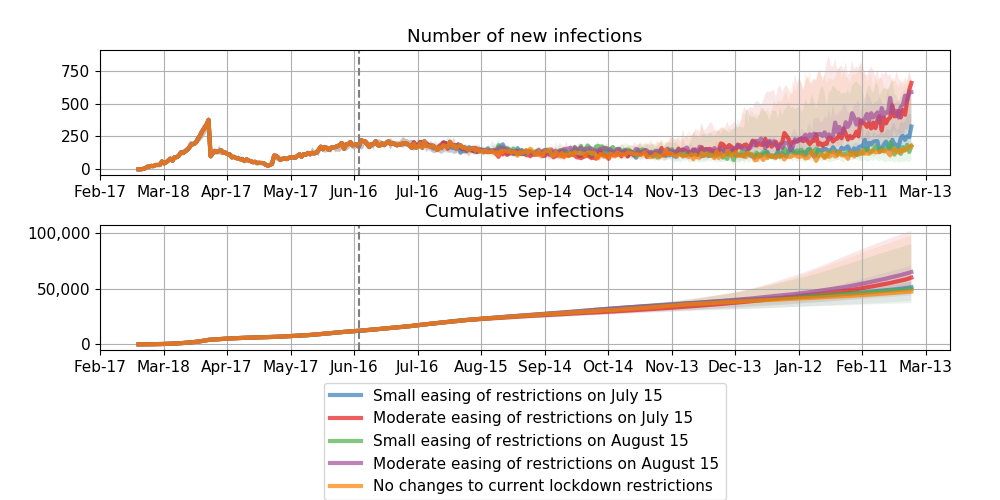 Number of new infections
750
500
250
0
Feb-17 Mar-18 Apr-17 May-17 Jun-16 Jul-16 Aug-15 Sep-14 Oct-14 Nov-13 Dec-13 Jan-12 Feb-11 Mar-13
Cumulative infections
100,000
50,000
0
Feb-17 Mar-18 Apr-17 May-17 Jun-16 Jul-16 Aug-15 Sep-14 Oct-14 Nov-13 Dec-13 Jan-12 Feb-11 Mar-13
Small easing of restrictions on July 15
Moderate easing of restrictions on July 15
Small easing of restrictions on August 15
Moderate easing of restrictions on August 15
No changes to current lockdown restrictions